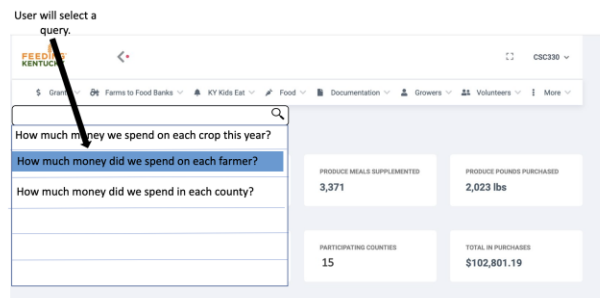 User will select a
query.
FEEDING
KENTUCKY
CSC330
$ Grants Farms to Food Banks KY Kids Eat Food Documentation Growers Volunteers More
How much money we spend on each crop this year?
How much money did we spend on each farmer?
How much money did we spend in each county?
PRODUCE MEALS SUPPLEMENTED
3,371
PRODUCE POUNDS PURCHASED
2,023 lbs
PARTICIPATING COUNTIES
15
TOTAL IN PURCHASES
$102,801.19